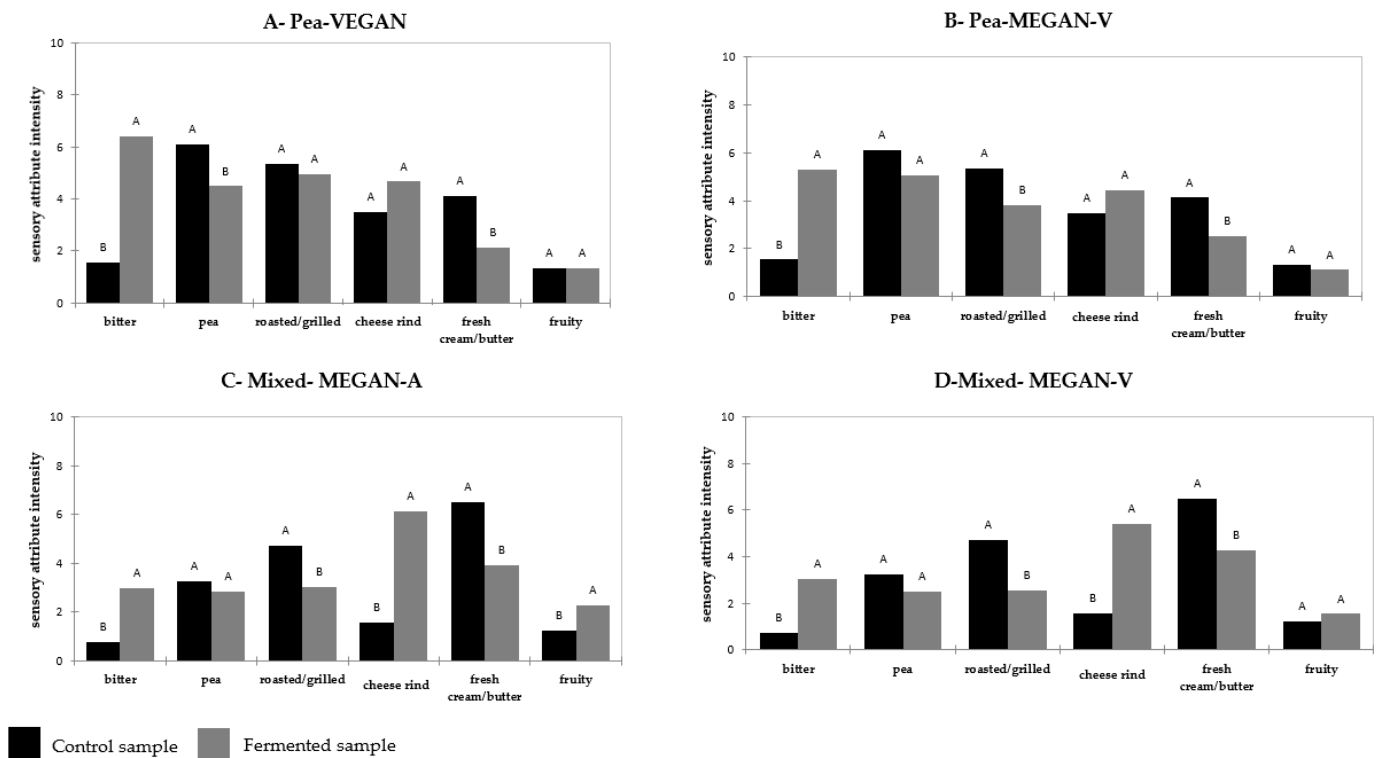 A- Pea-VEGAN
sensory attribute intensity
10
8
6
4
2
0
B A A B A A A A A B A A
bitter pea roasted/grilled cheese rind fresh cream/butter fruity
B- Pea-MEGAN-V
sensory attribute intensity
10
8
6
4
2
0
B A A A A B A A A B A A
bitter pea roasted/grilled cheese rind fresh cream/butter fruity
C- Mixed- MEGAN-A
sensory attribute intensity
10
8
6
4
2
0
B A A A A B B A A B B A
bitter pea roasted/grilled cheese rind fresh cream/butter fruity
D-Mixed- MEGAN-V
sensory attribute intensity
10
8
6
4
2
0
B A A A A B B A A B A A
bitter pea roasted/grilled cheese rind fresh cream/butter fruity
Control sample Fermented sample